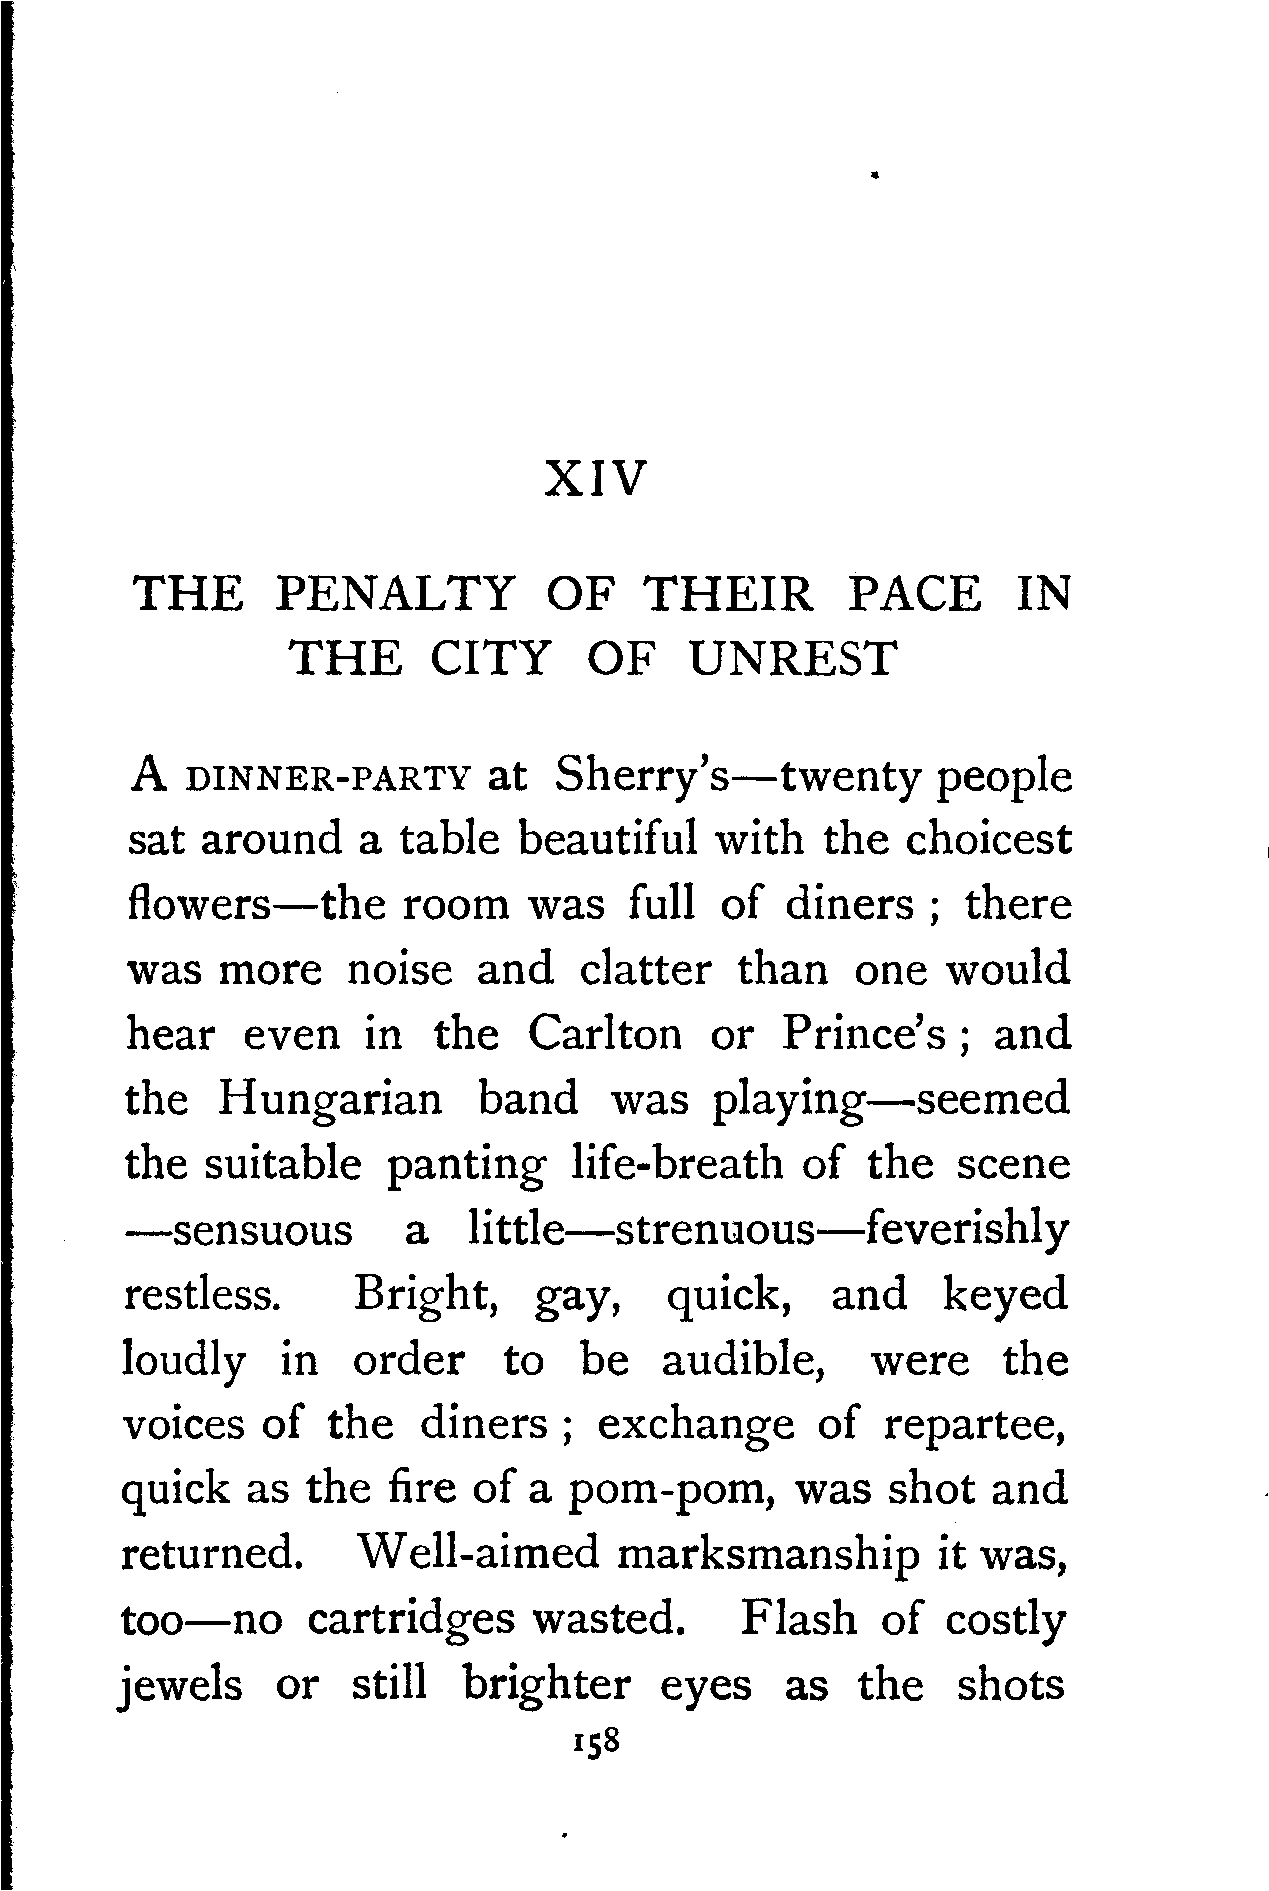 XIV
THE PENALTY OF THEIR PACE IN
THE CITY OF UNREST
A DINNER-PARTY at Sherry's—twenty people
sat around a table beautiful with the choicest
flowers—the room was full of diners ; there
was more noise and clatter than one would
hear even in the Carlton or Prince's ; and
the Hungarian band was playing—seemed
the suitable panting life-breath of the scene
—sensuous a little—strenuous—feverishly
restless. Bright, gay, quick, and keyed
loudly in order to be audible, were the
voices of the diners ; exchange of repartee,
quick as the fire of a pom-pom, was shot and
returned. Well-aimed marksmanship it was,
too—no cartridges wasted. Flash of costly
jewels or still brighter eyes as the shots
158